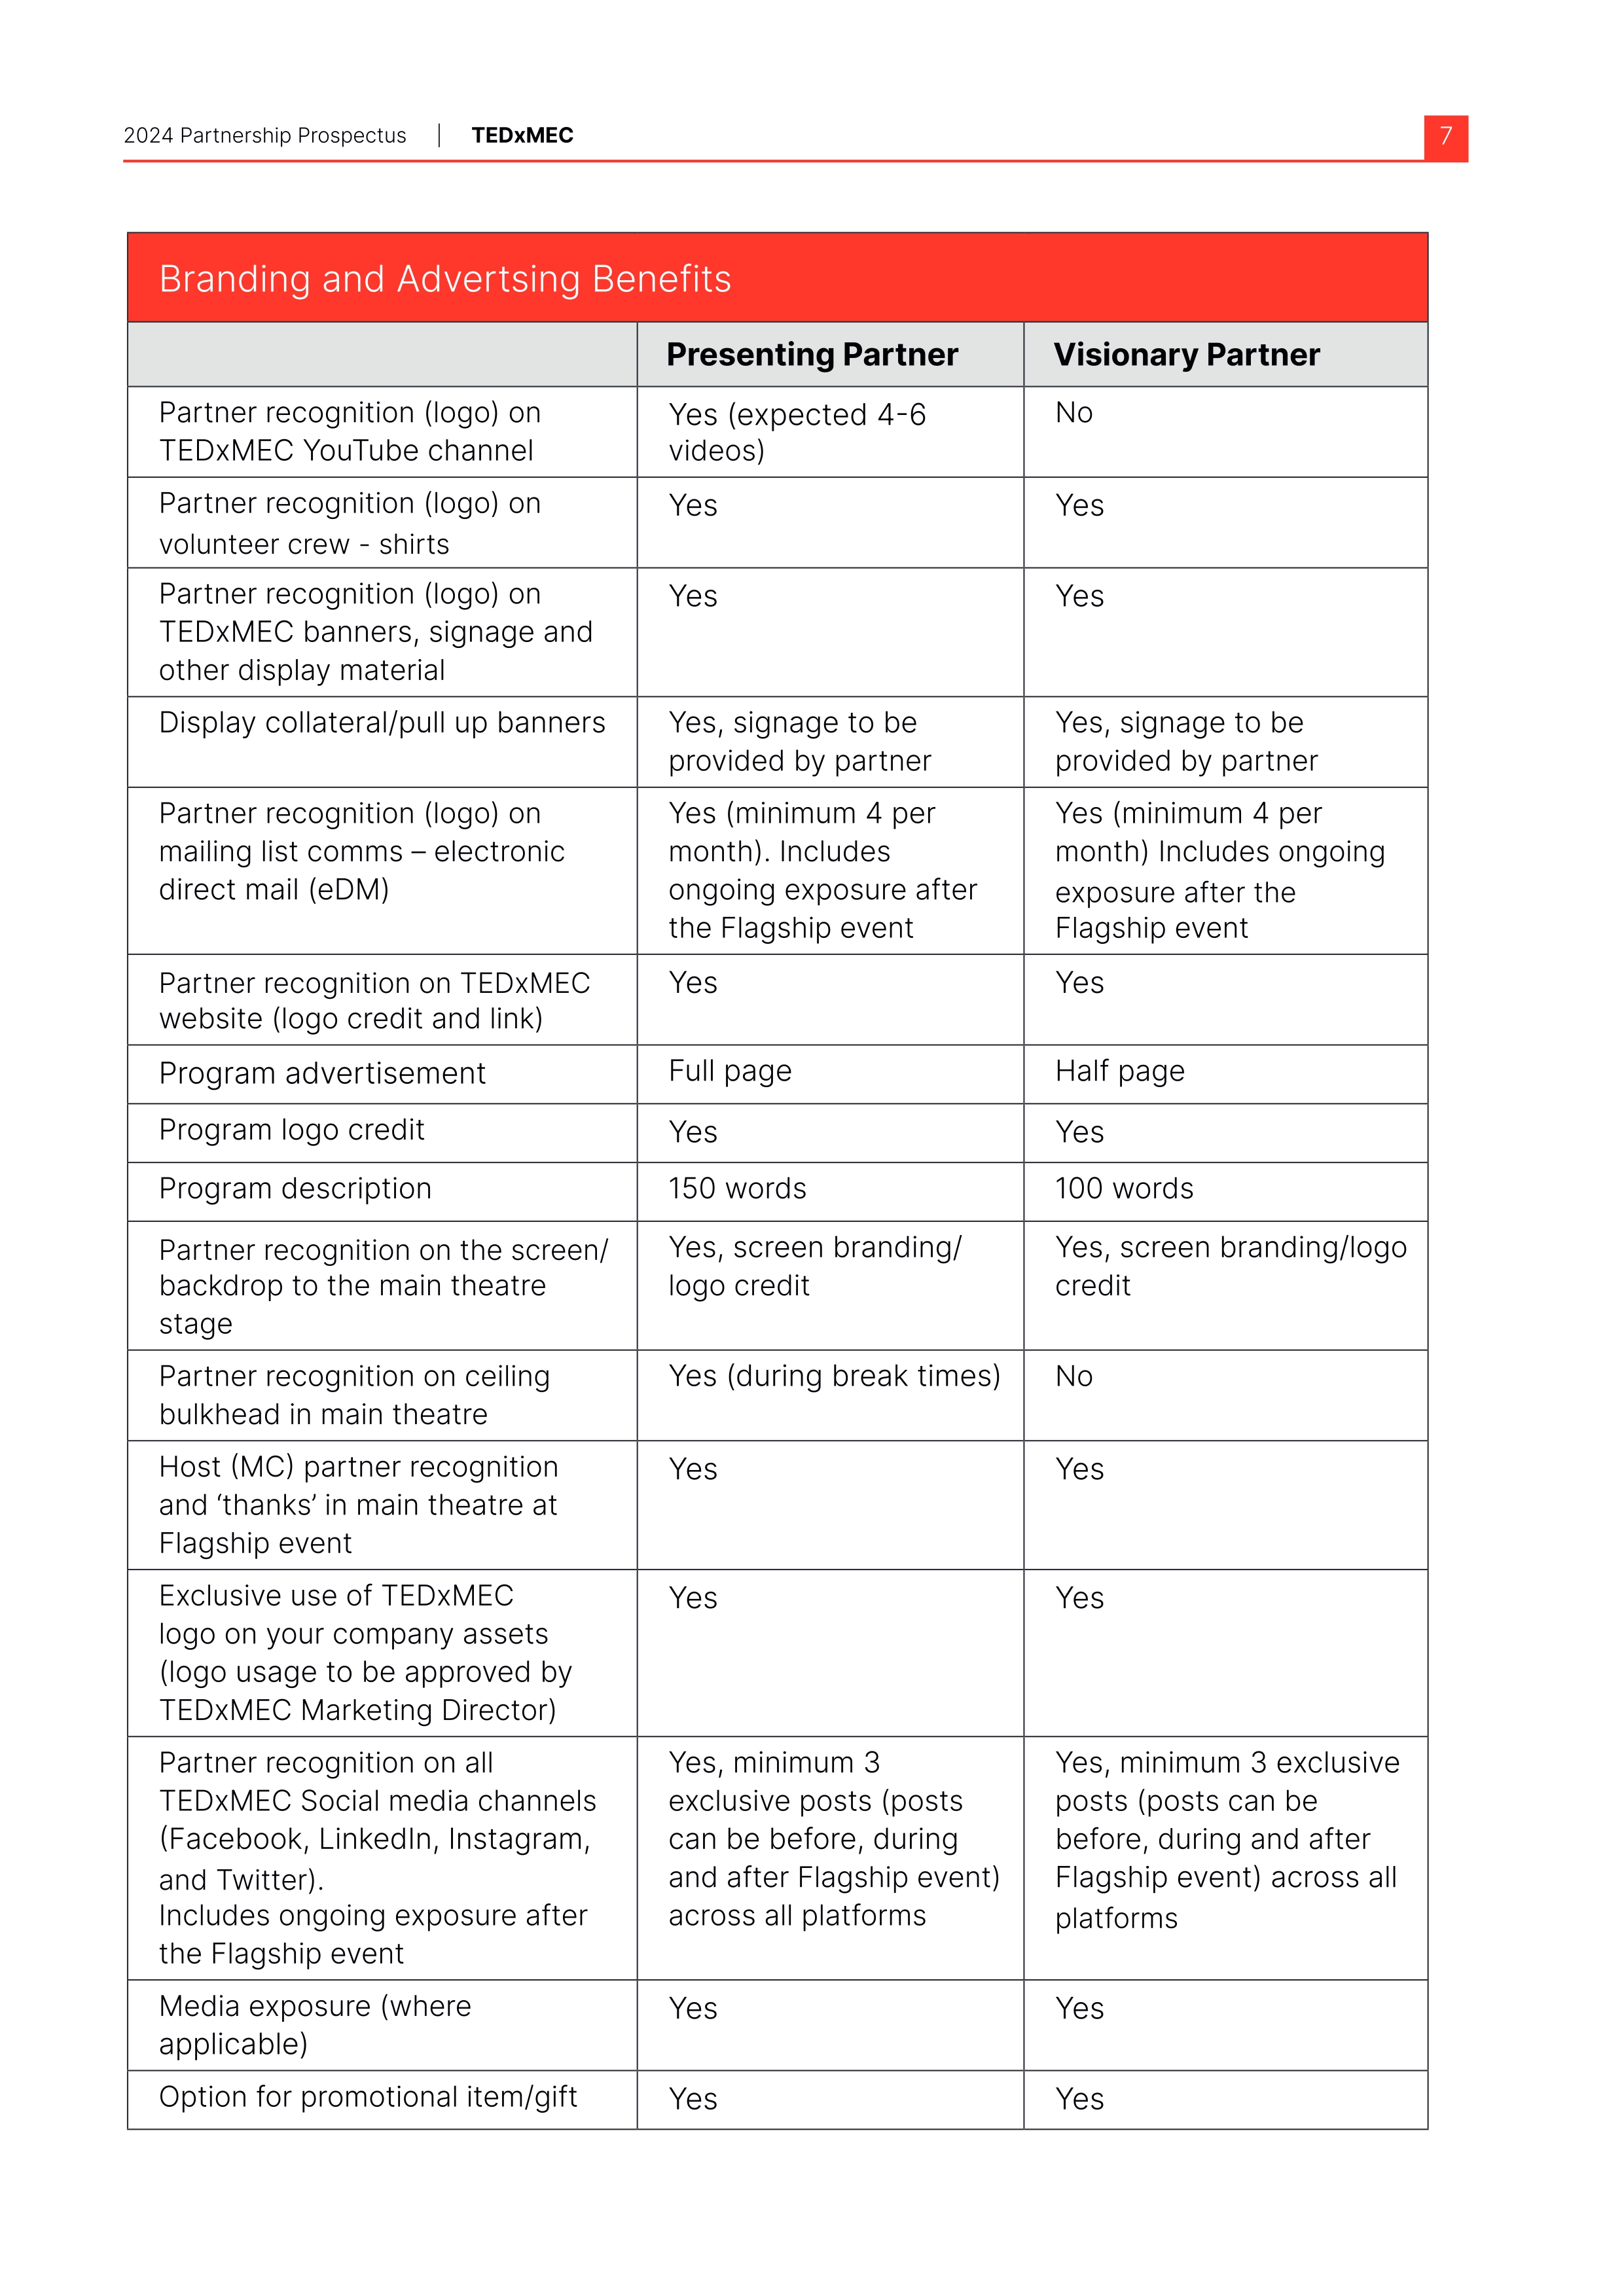 2024 Partnership Prospectus | TEDxMEC
7
Branding and Advertsing Benefits
Presenting Partner
Visionary Partner
Partner recognition (logo) on
TEDxMEC YouTube channel
Yes (expected 4-6
videos)
No
Partner recognition (logo) on
volunteer crew - shirts
Yes
Yes
Partner recognition (logo) on
TEDxMEC banners, signage and
other display material
Yes
Yes
Display collateral/pull up banners
Yes, signage to be
provided by partner
Yes, signage to be
provided by partner
Partner recognition (logo) on
mailing list comms – electronic
direct mail (eDM)
Yes (minimum 4 per
month). Includes
ongoing exposure after
the Flagship event
Yes (minimum 4 per
month) Includes ongoing
exposure after the
Flagship event
Partner recognition on TEDxMEC
website (logo credit and link)
Yes
Yes
Program advertisement
Full page
Half page
Program logo credit
Yes
Yes
Program description
150 words
100 words
Partner recognition on the screen/
backdrop to the main theatre
stage
Yes, screen branding/
logo credit
Yes, screen branding/logo
credit
Partner recognition on ceiling
bulkhead in main theatre
Yes (during break times)
No
Host (MC) partner recognition
and ‘thanks’ in main theatre at
Flagship event
Yes
Yes
Exclusive use of TEDxMEC
logo on your company assets
(logo usage to be approved by
TEDxMEC Marketing Director)
Yes
Yes
Partner recognition on all
TEDxMEC Social media channels
(Facebook, LinkedIn, Instagram,
and Twitter).
Includes ongoing exposure after
the Flagship event
Yes, minimum 3
exclusive posts (posts
can be before, during
and after Flagship event)
across all platforms
Yes, minimum 3 exclusive
posts (posts can be
before, during and after
Flagship event) across all
platforms
Media exposure (where
applicable)
Yes
Yes
Option for promotional item/gift
Yes
Yes